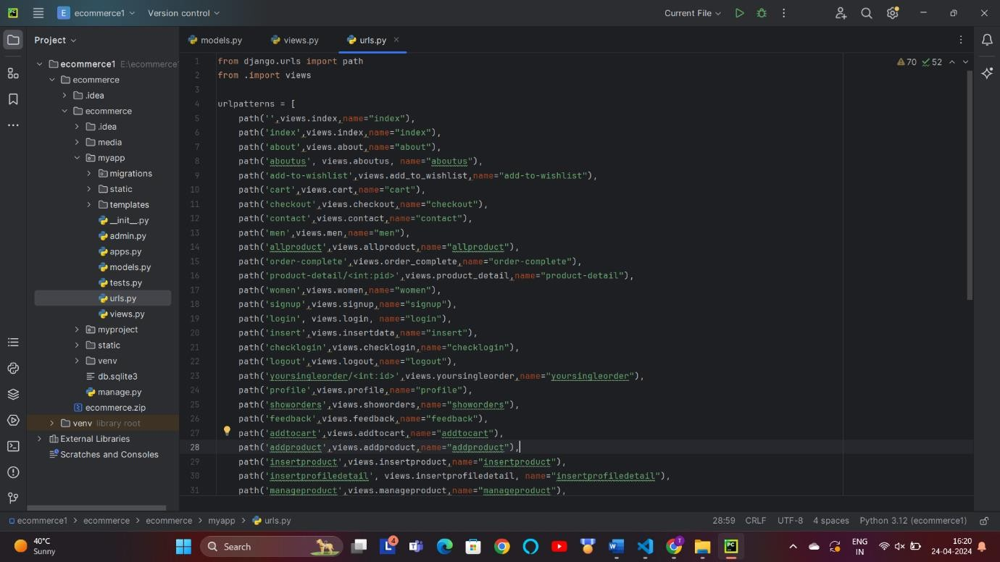 E ecommerce1 Version control Current File
Project
models.py views.py urls.py
ecommerce1 E:\ecommerce
ecommerce
.idea
ecommerce
.idea
media
myapp
migrations
static
templates
__init__.py
admin.py
apps.py
models.py
tests.py
urls.py
views.py
myproject
static
venv
db.sqlite3
manage.py
ecommerce.zip
venv library root
External Libraries
Scratches and Consoles
70 52
1 from django.urls import path
2 from .import views
3
4 urlpatterns = [
5 path('',views.index,name="index"),
6 path('index',views.index,name="index"),
7 path('about',views.about,name="about"),
8 path('aboutus', views.aboutus, name="aboutus"),
9 path('add-to-wishlist',views.add_to_wishlist,name="add-to-wishlist"),
10 path('cart',views.cart,name="cart"),
11 path('checkout',views.checkout,name="checkout"),
12 path('contact',views.contact,name="contact"),
13 path('men',views.men,name="men"),
14 path('allproduct',views.allproduct,name="allproduct"),
15 path('order-complete',views.order_complete,name="order-complete"),
16 path('product-detail/<int:pid>',views.product_detail,name="product-detail"),
17 path('women',views.women,name="women"),
18 path('signup',views.signup,name="signup"),
19 path('login', views.login, name="login"),
20 path('insert',views.insertdata,name="insert"),
21 path('checklogin',views.checklogin,name="checklogin"),
22 path('logout',views.logout,name="logout"),
23 path('yoursingleorder/<int:id>',views.yoursingleorder,name="yoursingleorder"),
24 path('profile',views.profile,name="profile"),
25 path('showorders',views.showorders,name="showorders"),
26 path('feedback',views.feedback,name="feedback"),
27 path('addtocart',views.addtocart,name="addtocart"),
28 path('addproduct',views.addproduct,name="addproduct"),
29 path('insertproduct',views.insertproduct,name="insertproduct"),
30 path('insertprofiledetail', views.insertprofiledetail, name="insertprofiledetail"),
31 path('manageproduct',views.manageproduct,name="manageproduct"),
ecommerce1 > ecommerce > ecommerce > myapp > urls.py 28:59 CRLF UTF-8 4 spaces Python 3.12 (ecommerce1)
40°C
Sunny
Search
4
ENG
IN
16:20
24-04-2024